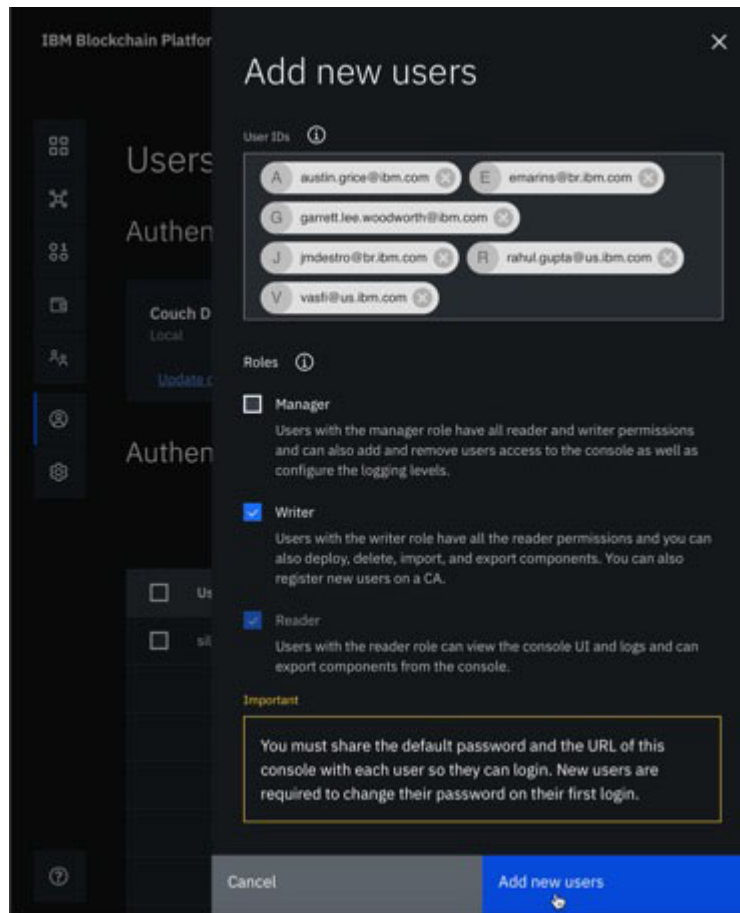 IBM Blockchain Platfor
Add new users
User IDs
A austin.grice@ibm.com E emarins@br.ibm.com
G garrett.lee.woodworth@ibm.com
J jmdestro@br.ibm.com R rahul.gupta@us.ibm.com
V vasfi@us.ibm.com
Users
Authen
Couch D
Local
Update c
Authen
Us
sil
Roles
Manager
Users with the manager role have all reader and writer permissions
and can also add and remove users access to the console as well as
configure the logging levels.
Writer
Users with the writer role have all the reader permissions and you can
also deploy, delete, import, and export components. You can also
register new users on a CA.
Reader
Users with the reader role can view the console UI and logs and can
export components from the console.
Important
You must share the default password and the URL of this
console with each user so they can login. New users are
required to change their password on their first login.
Cancel
Add new users